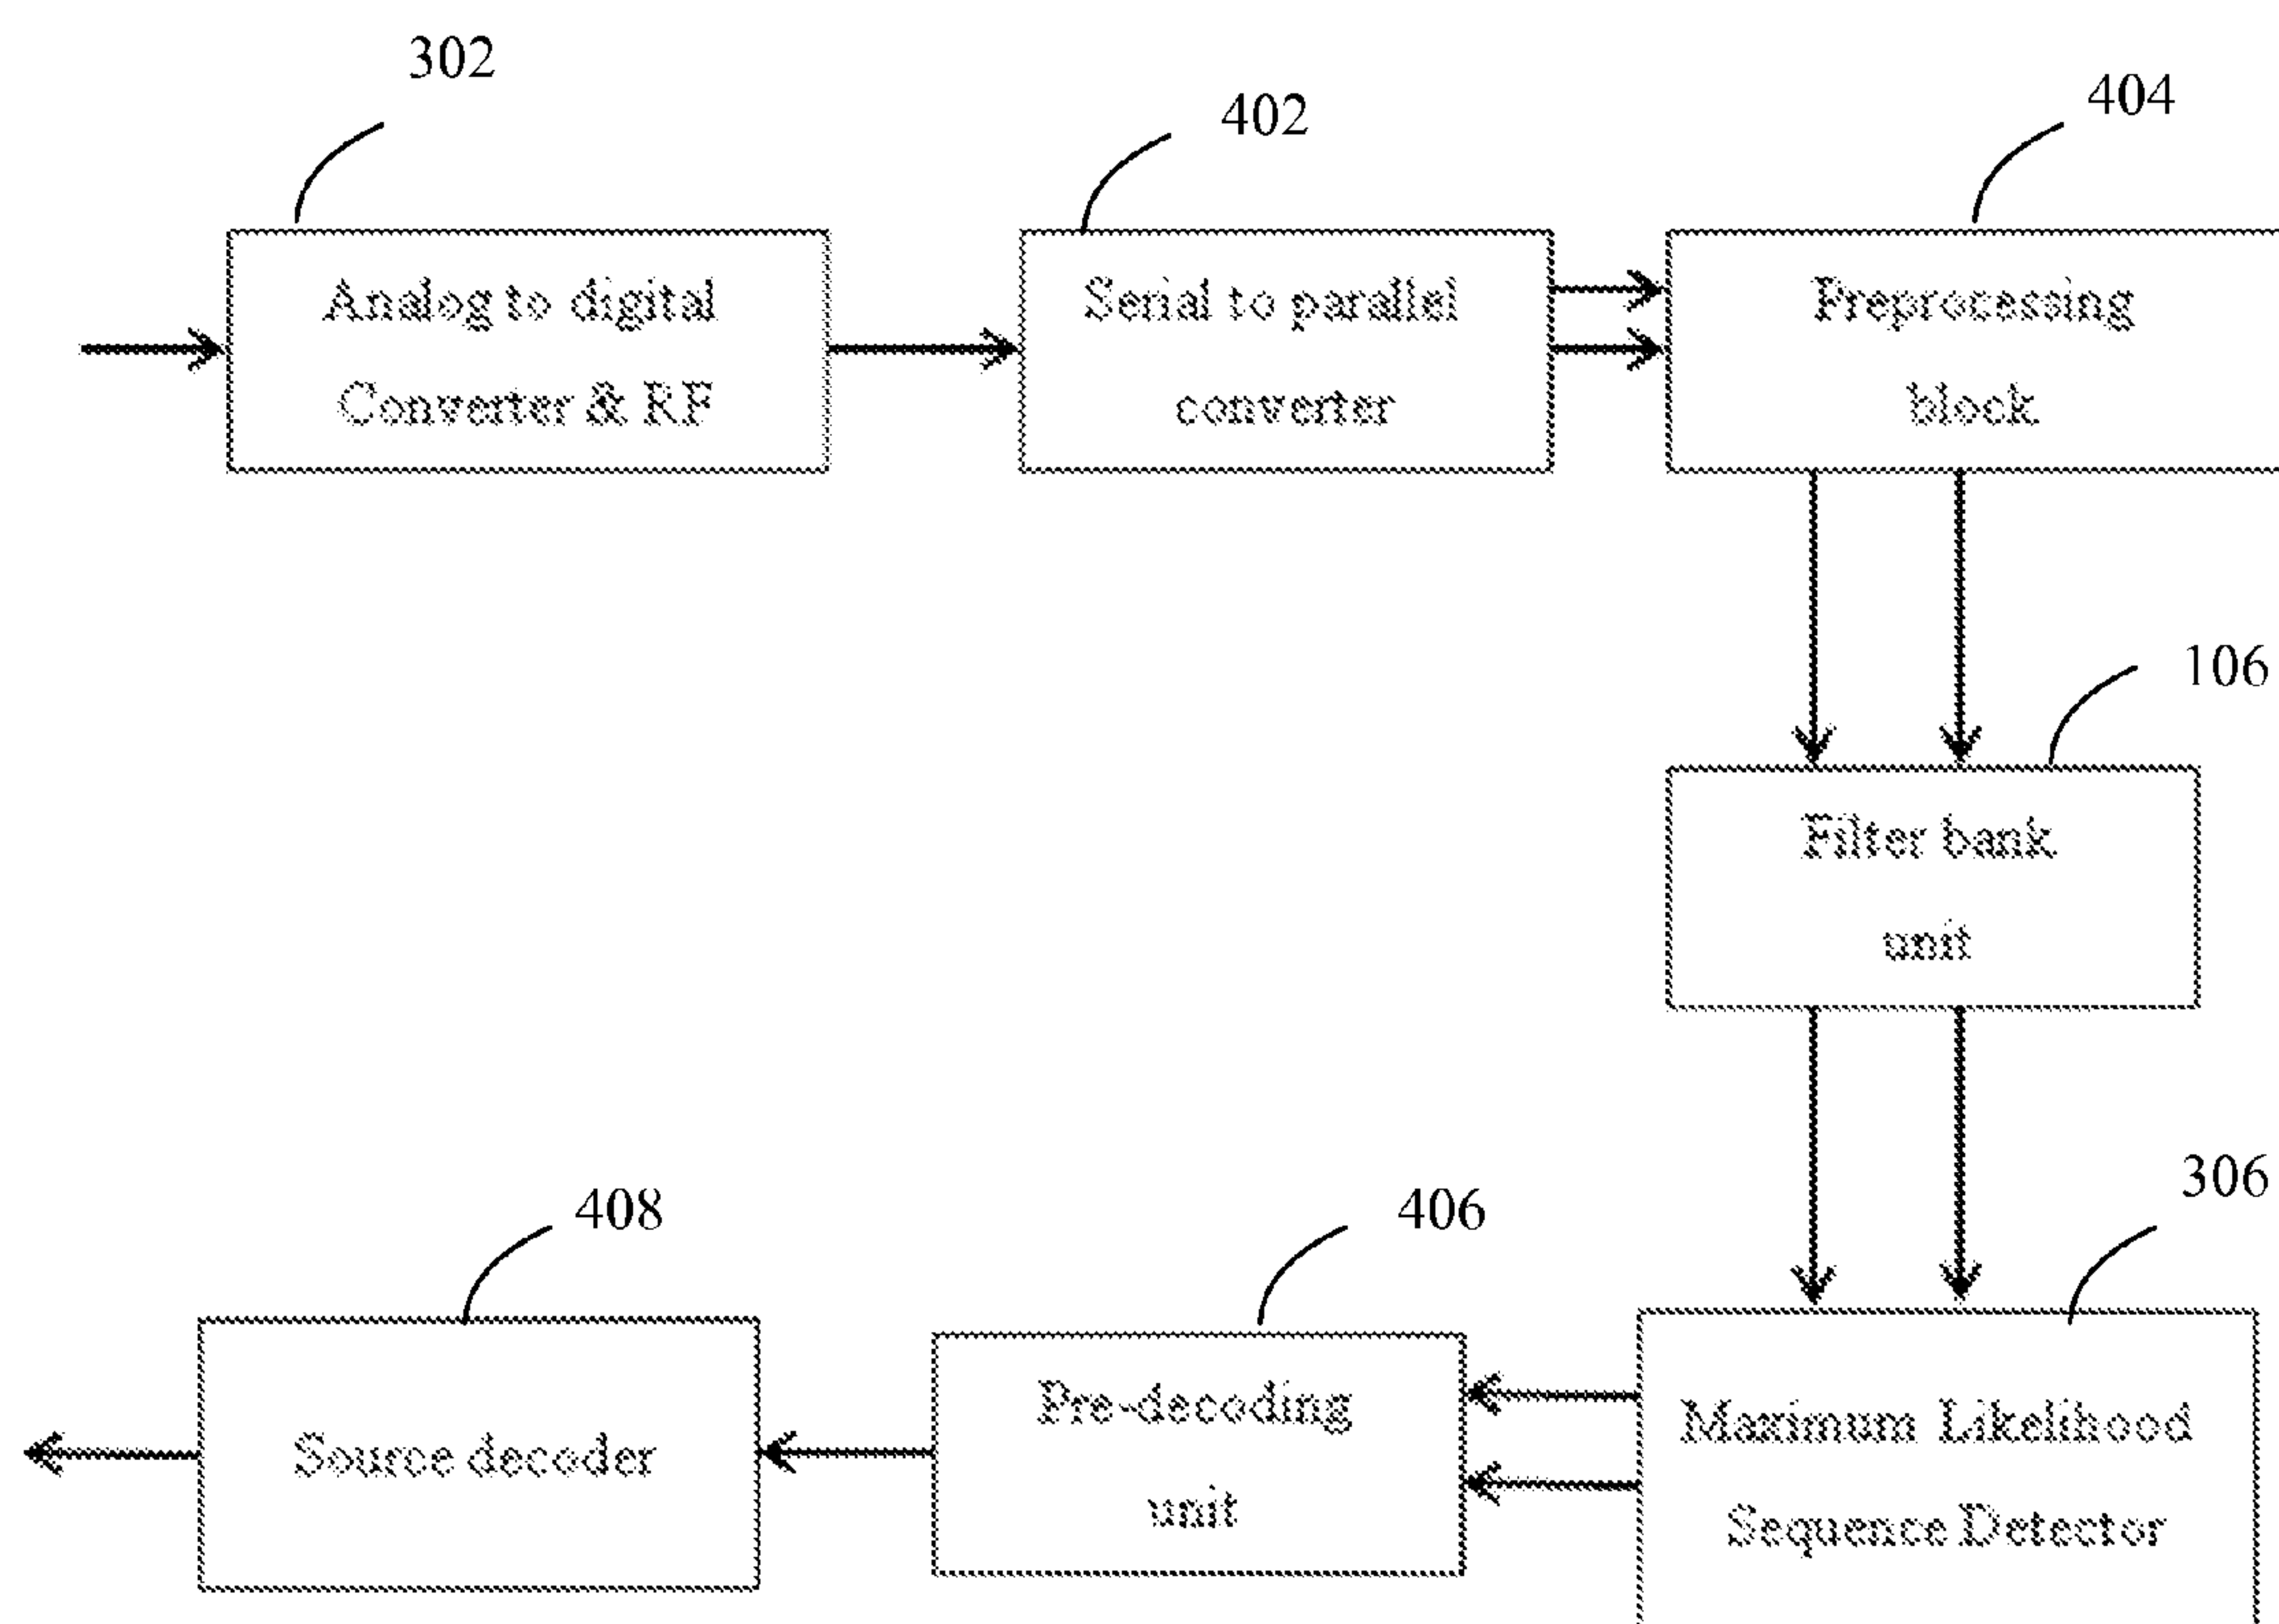 302
402
404
Analog to digital
Converter & RF
Serial to parallel
converter
Preprocessing
block
106
Filter bank
unit
306
408
406
Source decoder
Pre-decoding
unit
Maximum Likelihood
Sequence Detector